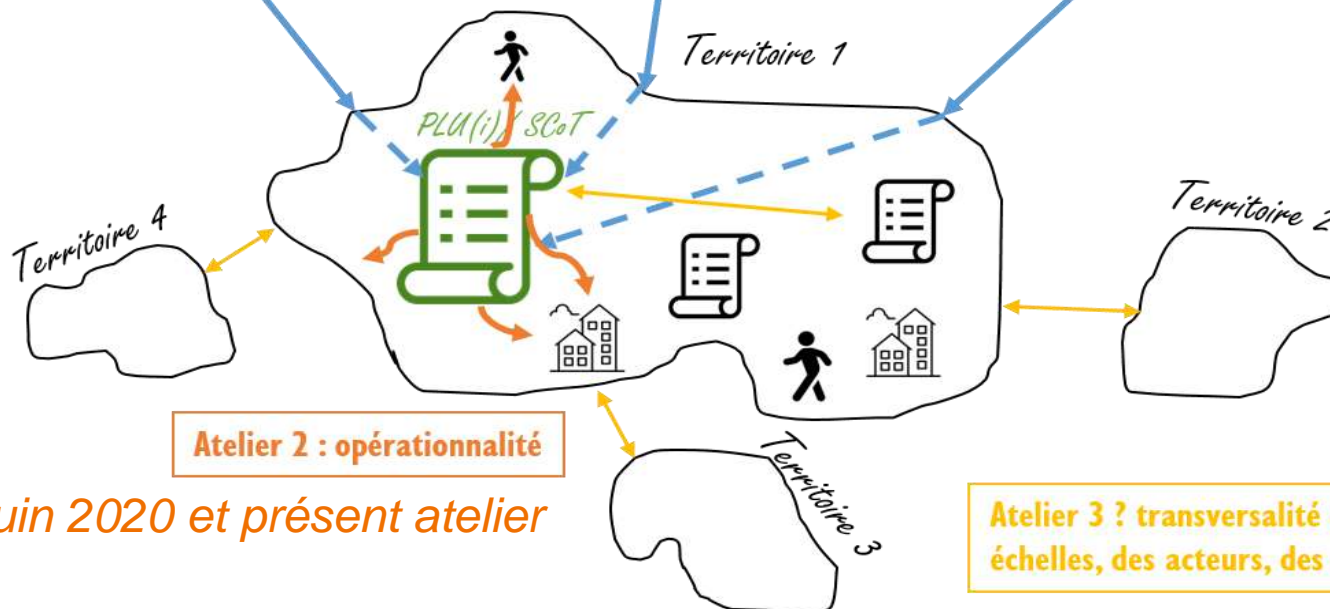 Territoire 1
PLU(i)/ SCoT
Territoire 2
Territoire 4
Atelier 2 : opérationnalité
Territoire 3
uin 2020 et présent atelier
Atelier 3 ? transversalité
échelles, des acteurs, des